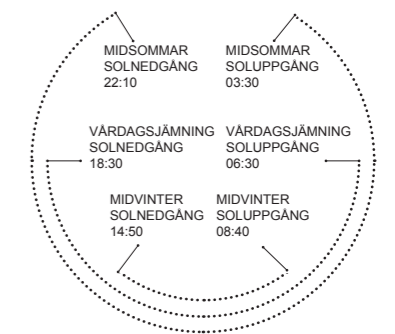 MIDSOMMAR
SOLNEDGÅNG
22:10
MIDSOMMAR
SOLUPPGÅNG
03:30
VÅRDAGSJÄMNING
SOLNEDGÅNG
18:30
VÅRDAGSJÄMNING
SOLUPPGÅNG
06:30
MIDVINTER
SOLNEDGÅNG
14:50
MIDVINTER
SOLUPPGÅNG
08:40